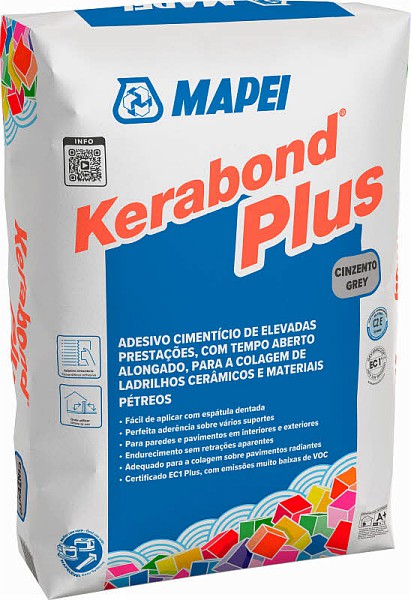 MAPEI
INFO
Kerabond®
Plus
CINZENTO
GREY
ADESIVO CIMENTÍCIO DE ELEVADAS
PRESTAÇÕES, COM TEMPO ABERTO
ALONGADO, PARA A COLAGEM DE
LADRILHOS CERÂMICOS E MATERIAIS
PÉTREOS
• Fácil de aplicar com espátula dentada
• Perfeita aderência sobre vários suportes
• Para paredes e pavimentos em interiores e exteriores
• Endurecimento sem retrações aparentes
• Adequado para a colagem sobre pavimentos radiantes
• Certificado EC1 Plus, com emissões muito baixas de VOC
C2E
EC1
A+
Kerabond